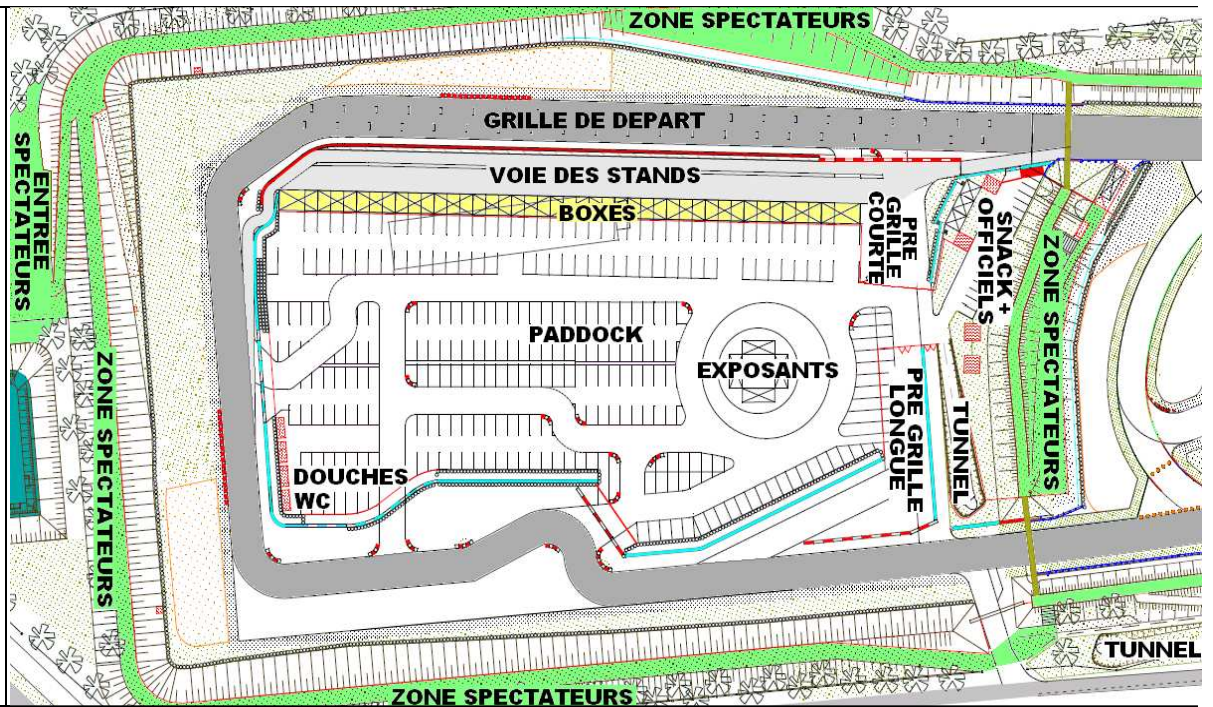 ZONE SPECTATEURS
GRILLE DE DEPART
VOIE DES STANDS
BOXES
ENTREE
SPECTATEURS
PRE
GRILLE
COURTE
SNACK +
OFFICIELS
ZONE SPECTATEURS
PADDOCK
EXPOSANTS
ZONE SPECTATEURS
PRE GRILLE
LONGUE
TUNNEL
DOUCHES
WC
TUNNEL
ZONE SPECTATEURS